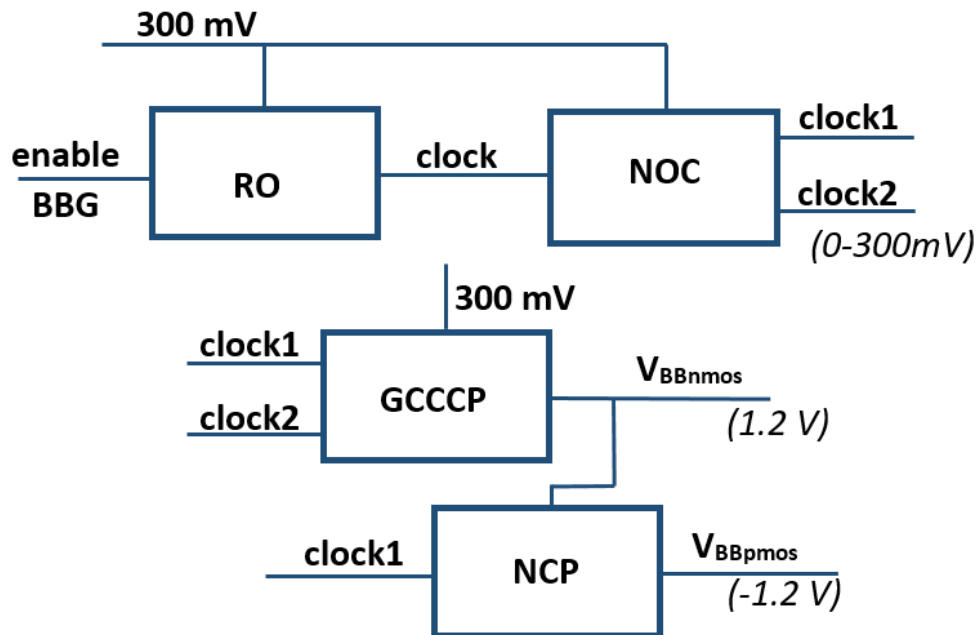 300 mV
enable
BBG
RO
clock
NOC
clock1
clock2
(0-300mV)
300 mV
clock1
clock2
GCCCP
VBBnmos
(1.2 V)
clock1
NCP
VBBpmos
(-1.2 V)